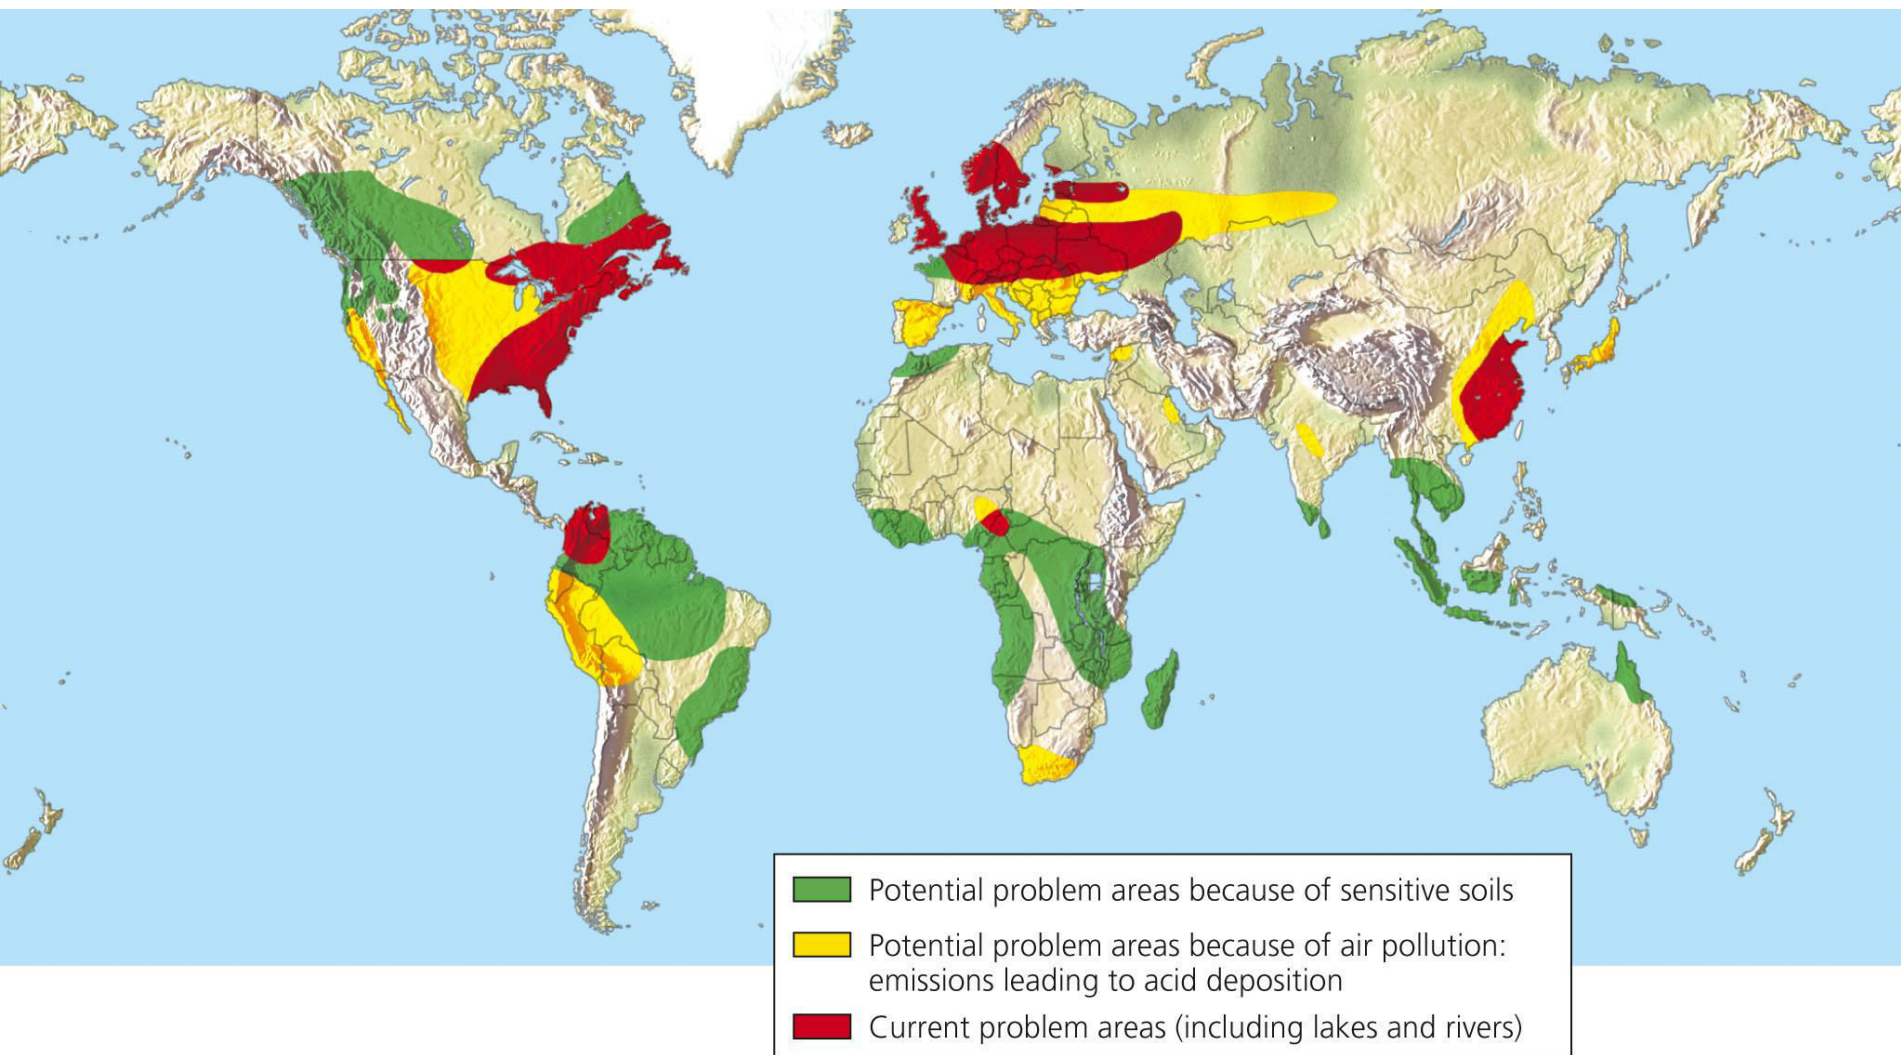 Potential problem areas because of sensitive soils
Potential problem areas because of air pollution:
emissions leading to acid deposition
Current problem areas (including lakes and rivers)